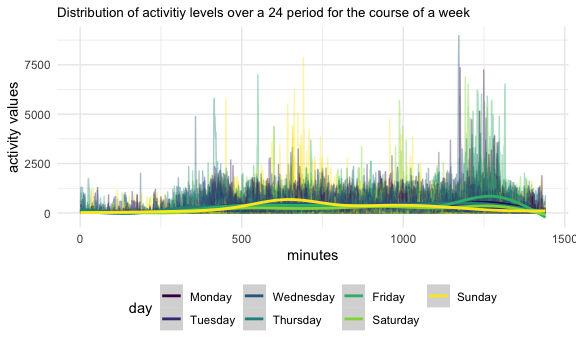 Distribution of activitiy levels over a 24 period for the course of a week
activity values
7500
5000
2500
0
0 500 1000 1500
minutes
day
Monday Wednesday Friday Sunday
Tuesday Thursday Saturday